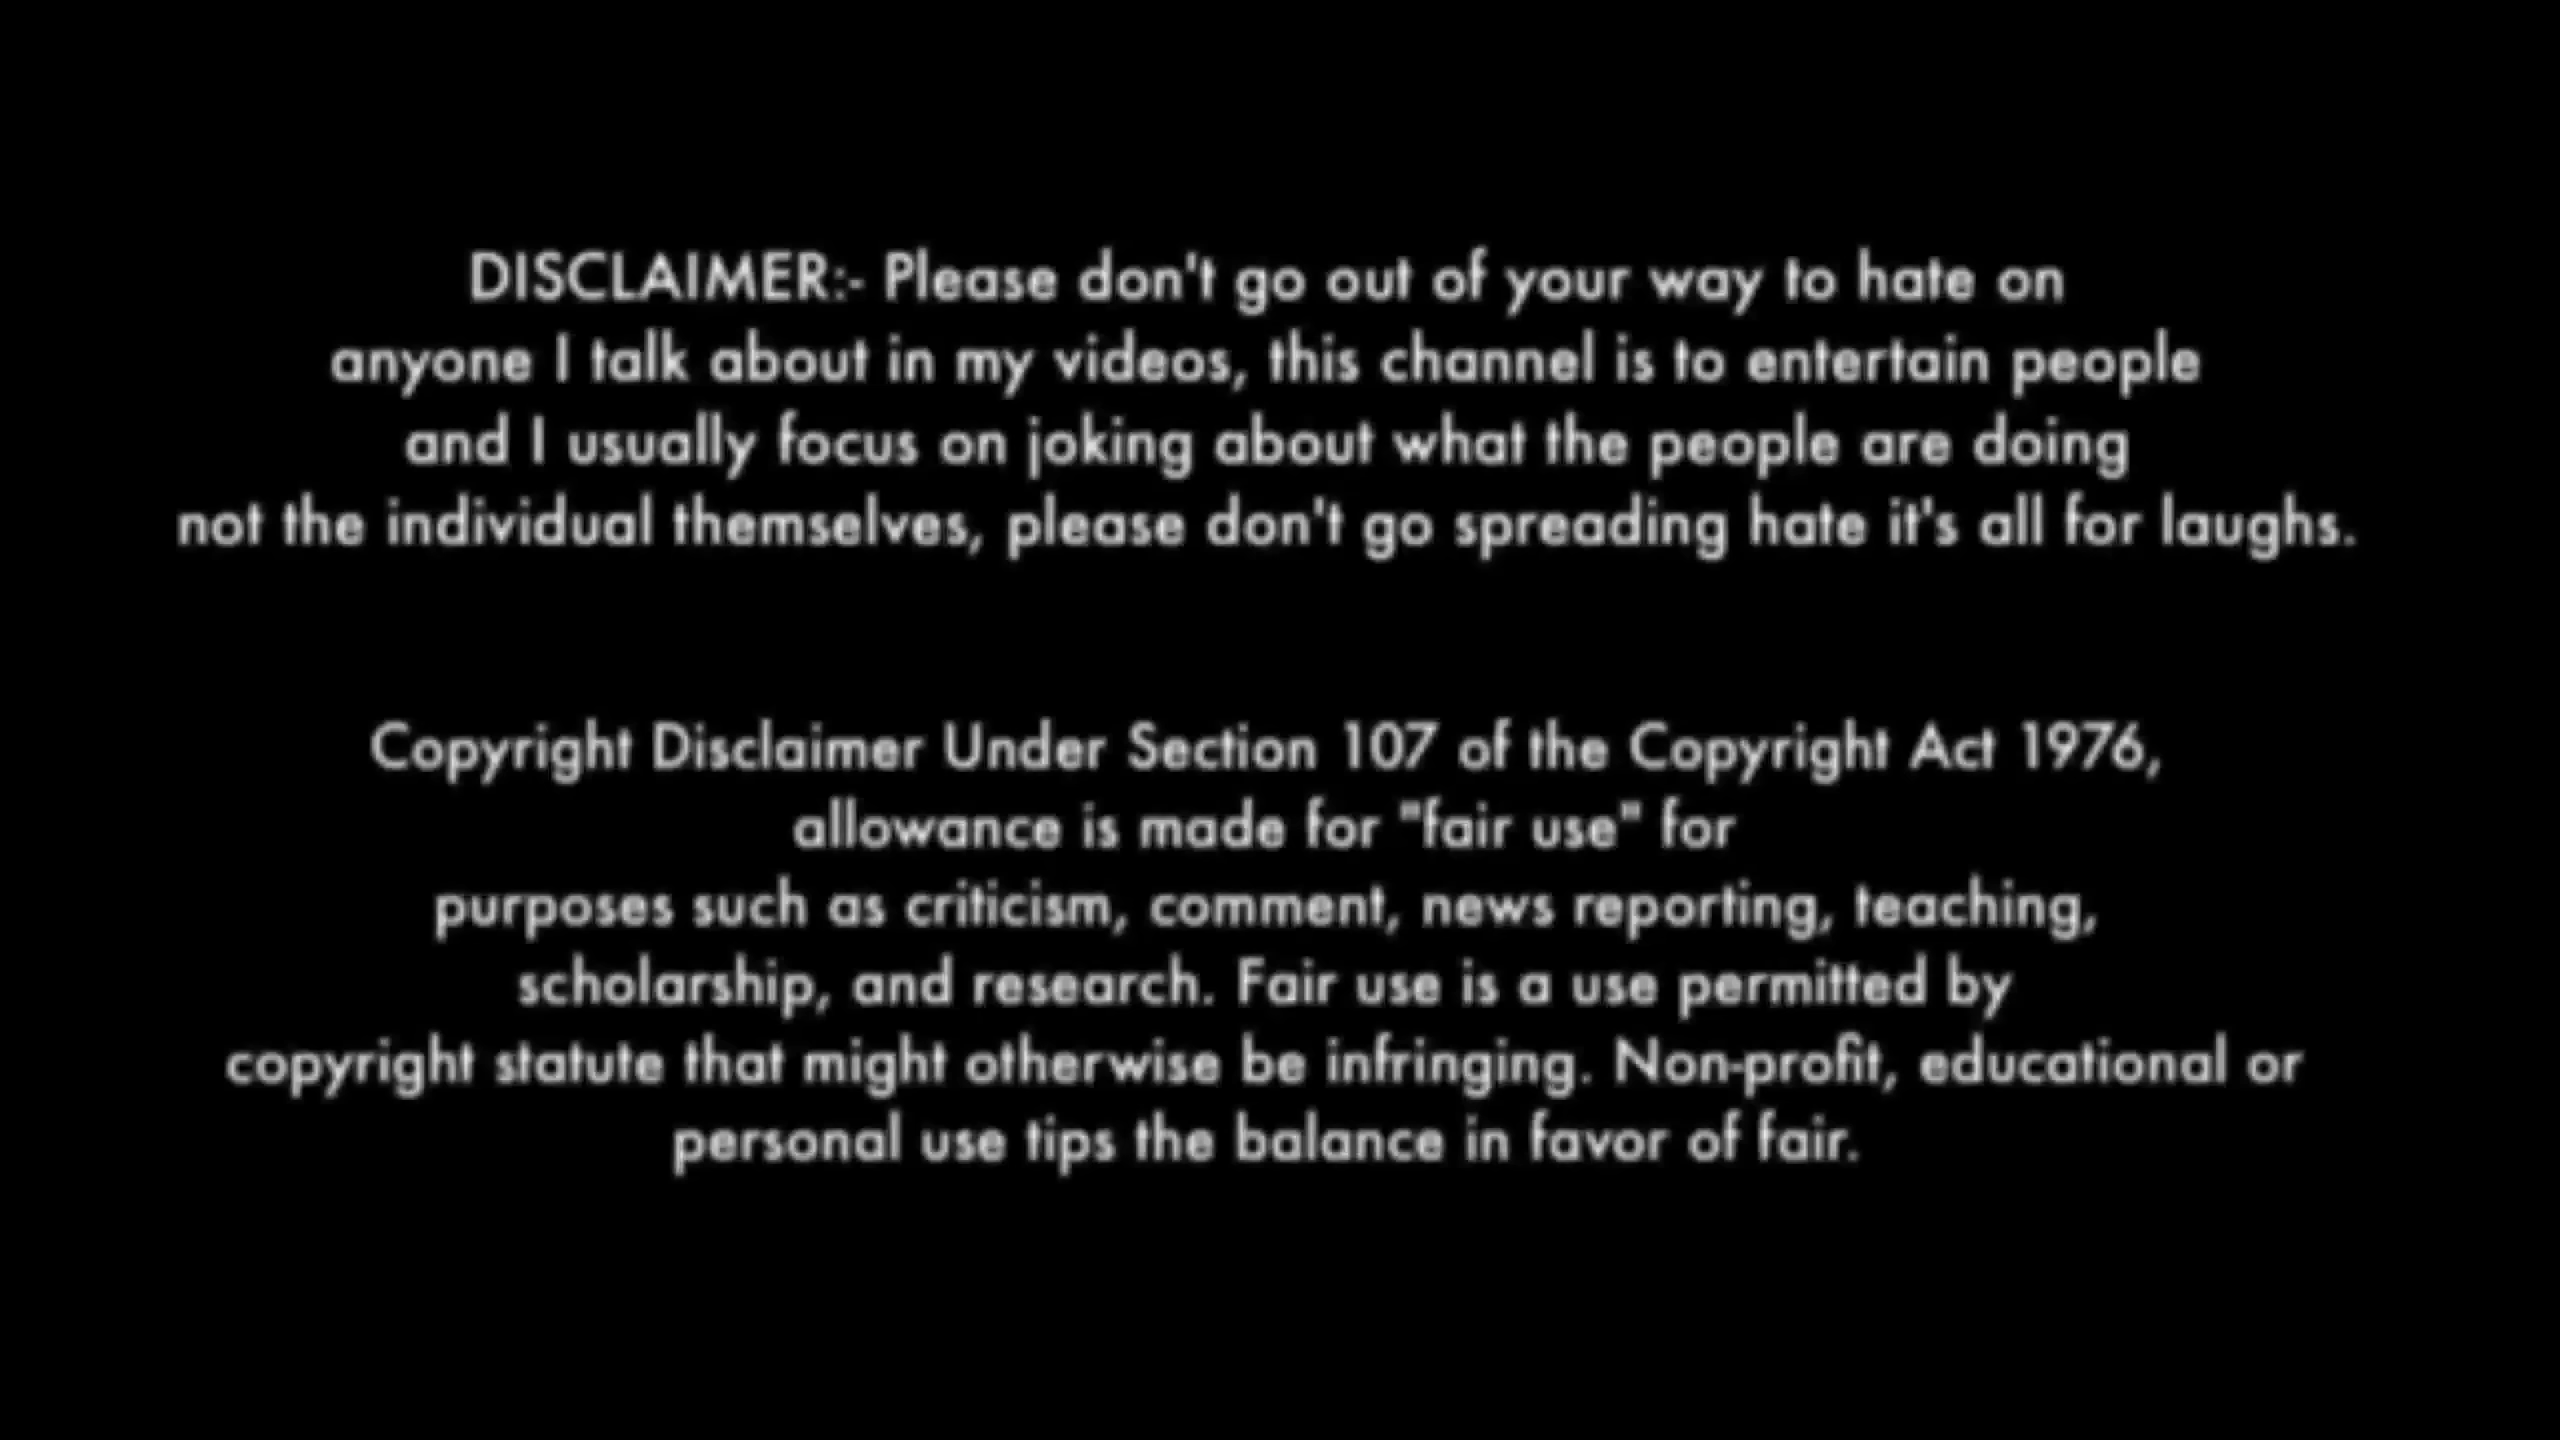 DISCLAIMER:- Please don't go out of your way to hate on
anyone I talk about in my videos, this channel is to entertain people
and I usually focus on joking about what the people are doing
not the individual themselves, please don't go spreading hate it's all for laughs.
Copyright Disclaimer Under Section 107 of the Copyright Act 1976,
allowance is made for "fair use" for
purposes such as criticism, comment, news reporting, teaching,
scholarship, and research. Fair use is a use permitted by
copyright statute that might otherwise be infringing. Non-profit, educational or
personal use tips the balance in favor of fair.